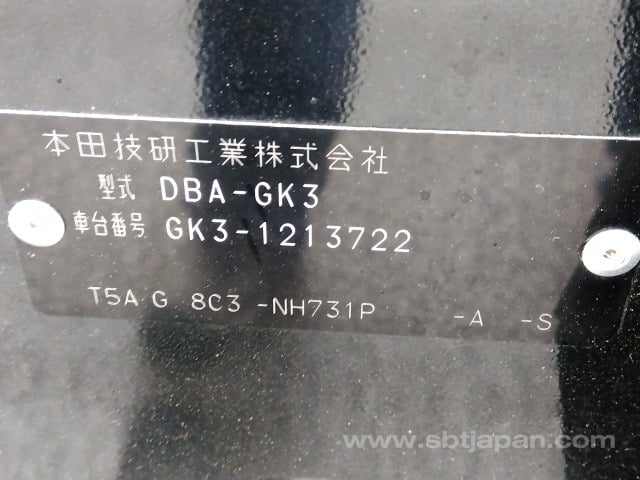 本田技研工業株式会社
型式 DBA-GK3
車台番号 GK3-1213722
T5A G 8C3 -NH731P -A -S
www.sbtjapan.com